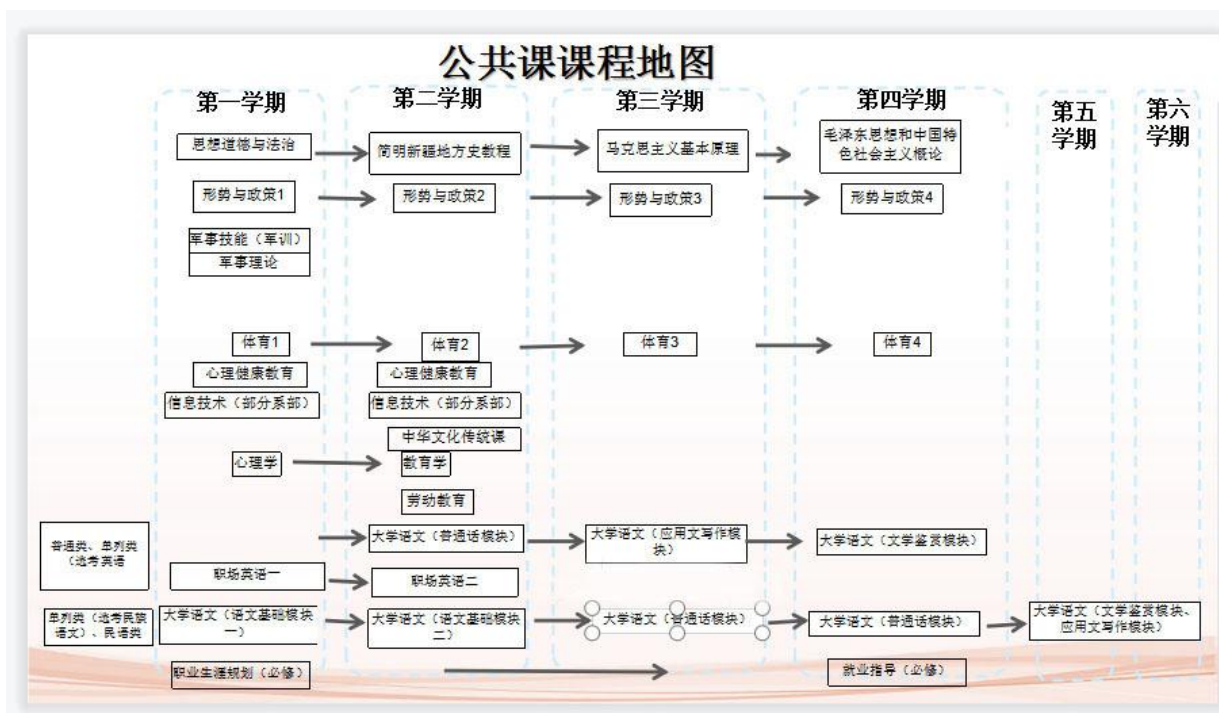 公共课课程地图
第一学期
第二学期
第三学期
第四学期
第五
学期
第六
学期
思想道德与法治
简明新疆地方史教程
马克思主义基本原理
毛泽东思想和中国特
色社会主义概论
形势与政策1
形势与政策2
形势与政策3
形势与政策4
军事技能（军训）
军事理论
体育1
体育2
体育3
体育4
心理健康教育
心理健康教育
信息技术（部分系部）
信息技术（部分系部）
中华文化传统课
心理学
教育学
劳动教育
普通类、单列类
（选考英语
大学语文（普通话模块）
大学语文（应用文写作模
块）
大学语文（文学鉴赏模块）
职场英语一
职场英语二
单列类（选考民族
语文）、民语类
大学语文（语文基础模块
一）
大学语文（语文基础模块
二）
大学语文（普通话模块）
大学语文（普通话模块）
大学语文（文学鉴赏模块、
应用文写作模块）
职业生涯规划（必修）
就业指导（必修）